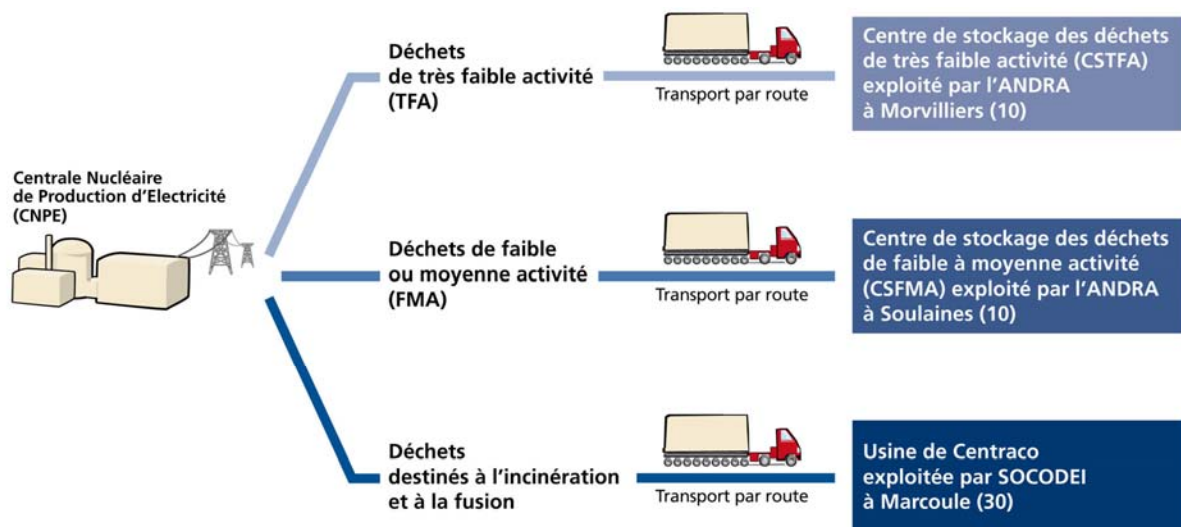 Centrale Nucléaire
de Production d'Electricité
(CNPE)
Déchets
de très faible activité
(TFA)
Transport par route
Centre de stockage des déchets
de très faible activité (CSTFA)
exploité par l'ANDRA
à Morvilliers (10)
Déchets de faible
ou moyenne activité
(FMA)
Transport par route
Centre de stockage des déchets
de faible à moyenne activité
(CSFMA) exploité par l'ANDRA
à Soulaines (10)
Déchets
destinés à l'incinération
et à la fusion
Transport par route
Usine de Centraco
exploitée par SOCODEI
à Marcoule (30)